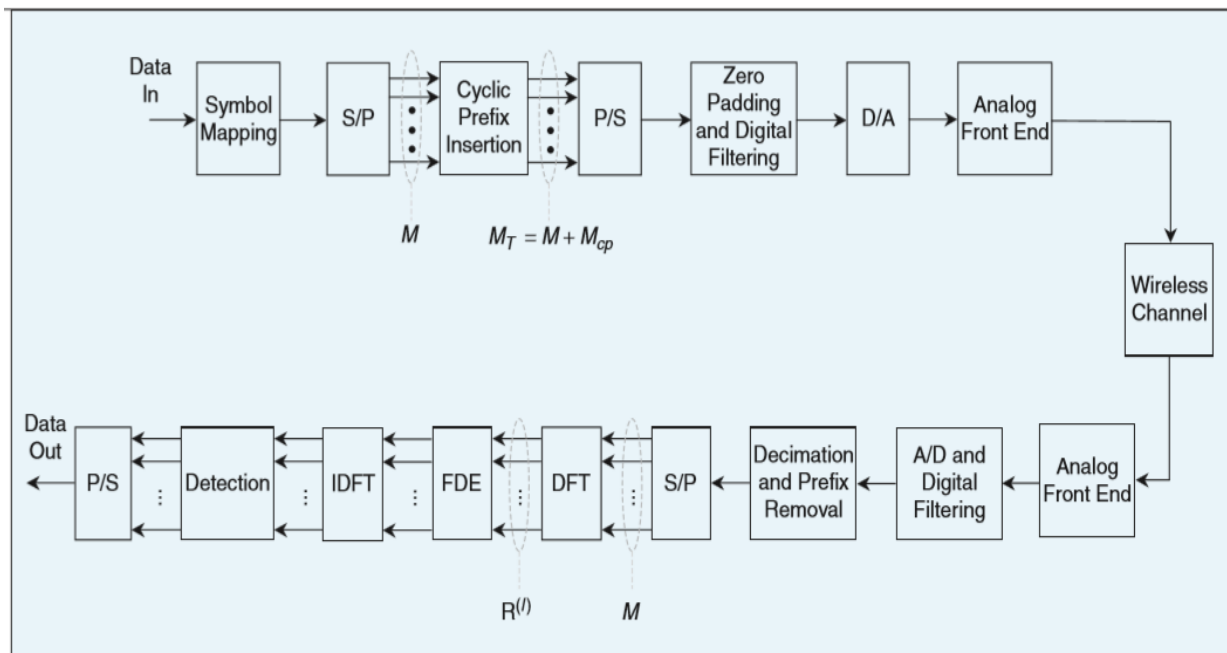 Data
In
Symbol
Mapping
S/P
Cyclic
Prefix
Insertion
P/S
Zero
Padding
and Digital
Filtering
D/A
Analog
Front End
M
M_T = M + M_cp
Wireless
Channel
Data
Out
P/S
Detection
IDFT
FDE
DFT
S/P
Decimation
and Prefix
Removal
A/D and
Digital
Filtering
Analog
Front End
R^(l)
M